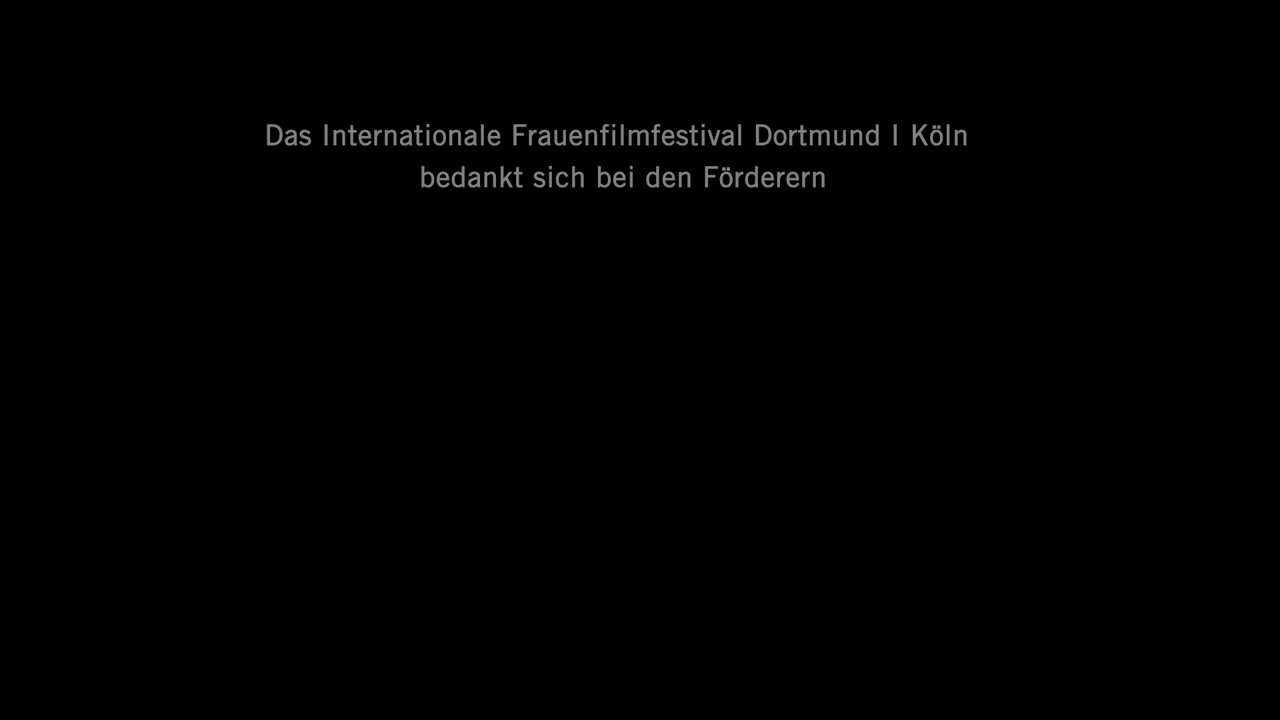 Das Internationale Frauenfilmfestival Dortmund I Köln
bedankt sich bei den Förderern